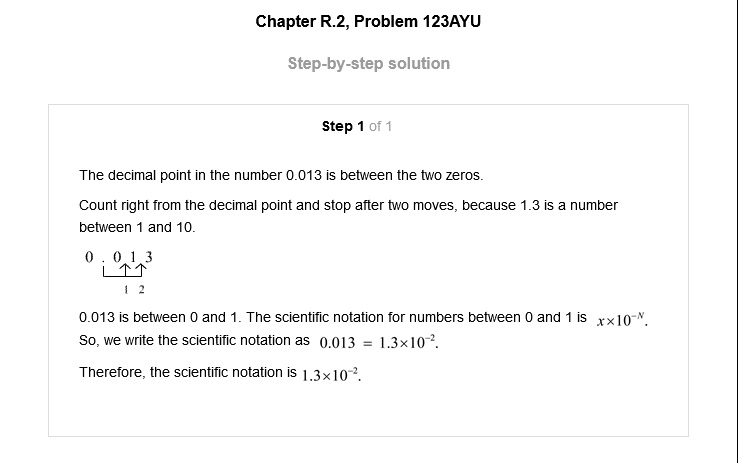 Chapter R.2, Problem 123AYU
Step-by-step solution
Step 1 of 1
The decimal point in the number 0.013 is between the two zeros.
Count right from the decimal point and stop after two moves, because 1.3 is a number
between 1 and 10.
0 . 0 1 3
1 2
0.013 is between 0 and 1. The scientific notation for numbers between 0 and 1 is x×10⁻ᴺ.
So, we write the scientific notation as 0.013 = 1.3×10⁻².
Therefore, the scientific notation is 1.3×10⁻².